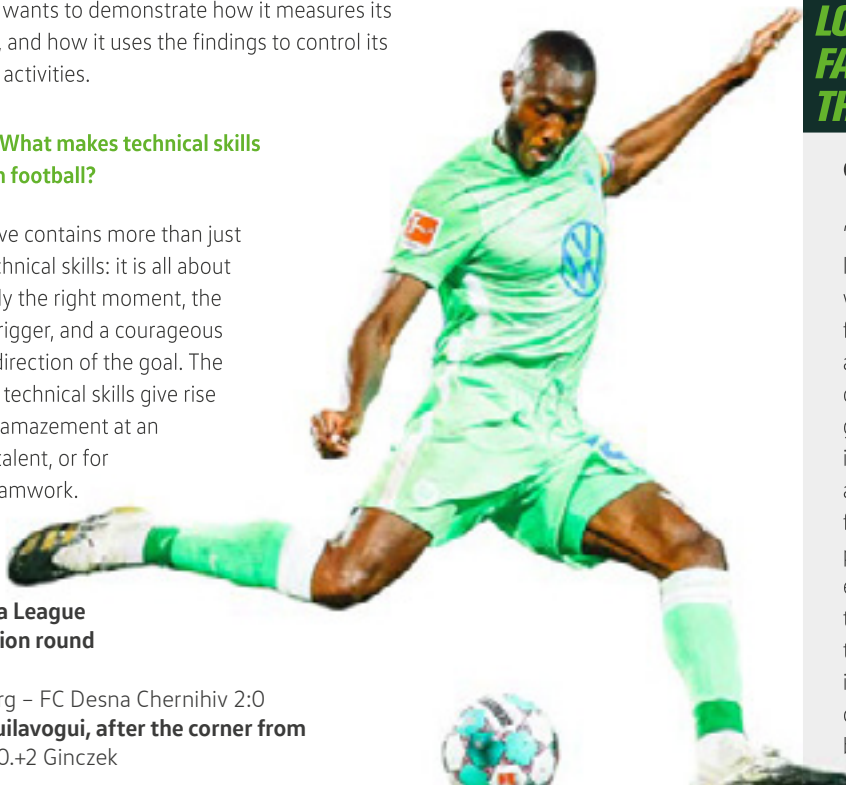 wants to demonstrate how it measures its
, and how it uses the findings to control its
activities.
What makes technical skills
n football?
ve contains more than just
chnical skills: it is all about
ly the right moment, the
rigger, and a courageous
direction of the goal. The
technical skills give rise
amazement at an
talent, or for
amwork.
a League
ion round
rg – FC Desna Chernihiv 2:0
uilavogui, after the corner from
0.+2 Ginczek
LO
FA
TH